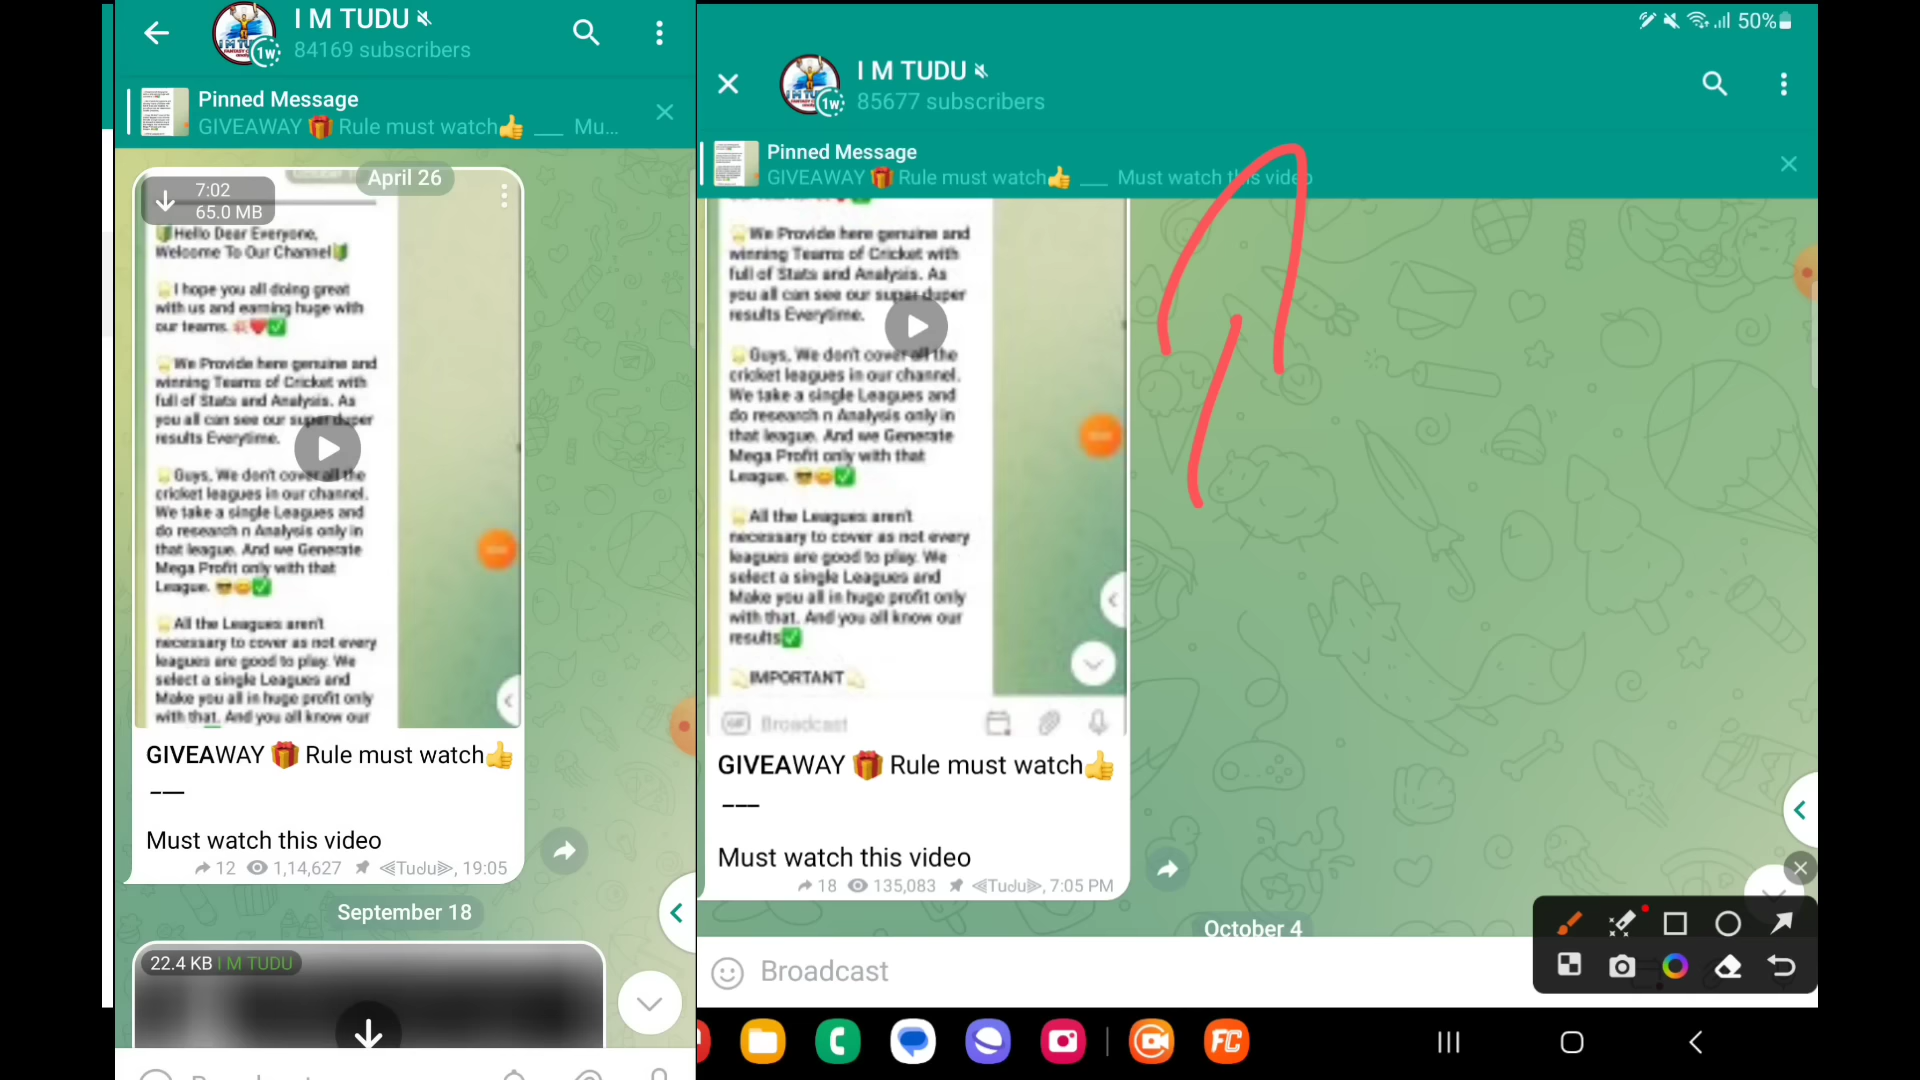 I M TUDU
84169 subscribers
Pinned Message
GIVEAWAY 🎁 Rule must watch👍 ___ Mu...
April 26
7:02
65.0 MB
Hello Dear Everyone,
Welcome To Our Channel
I hope you all doing great
with us and earning huge with
our teams.
We Provide here genuine and
winning Teams of Cricket with
full of Stats and Analysis. As
you all can see our super duper
results Everytime.
Guys, We don't cover all the
cricket leagues in our channel.
We take a single Leagues and
do research n Analysis only in
that league. And we Generate
Mega Profit only with that
League. 😎😊✅
All the Leagues aren't
necessary to cover as not every
leagues are good to play. We
select a single Leagues and
Make you all in huge profit only
with that. And you all know our
GIVEAWAY 🎁 Rule must watch👍
___
Must watch this video
12 1,14,627 ⪡Tudu⪢, 19:05
September 18
22.4 KB I M TUDU
1w
I M TUDU
85677 subscribers
50%
1w
Pinned Message
GIVEAWAY 🎁 Rule must watch👍 ___ Must watch this video
We Provide here genuine and
winning Teams of Cricket with
full of Stats and Analysis. As
you all can see our super duper
results Everytime.
Guys, We don't cover all the
cricket leagues in our channel.
We take a single Leagues and
do research n Analysis only in
that league. And we Generate
Mega Profit only with that
League. 😎😊✅
All the Leagues aren't
necessary to cover as not every
leagues are good to play. We
select a single Leagues and
Make you all in huge profit only
with that. And you all know our
results✅
IMPORTANT
GIF Broadcast
GIVEAWAY 🎁 Rule must watch👍
___
Must watch this video
18 135,083 ⪡Tudu⪢, 7:05 PM
October 4
Broadcast
FC